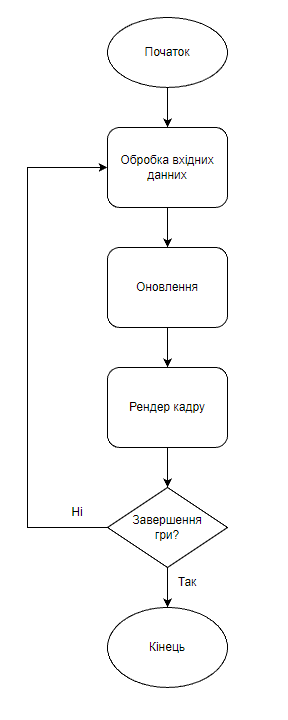 Початок
Обробка вхідних
данних
Оновлення
Рендер кадру
Завершення
гри?
Ні
Так
Кінець